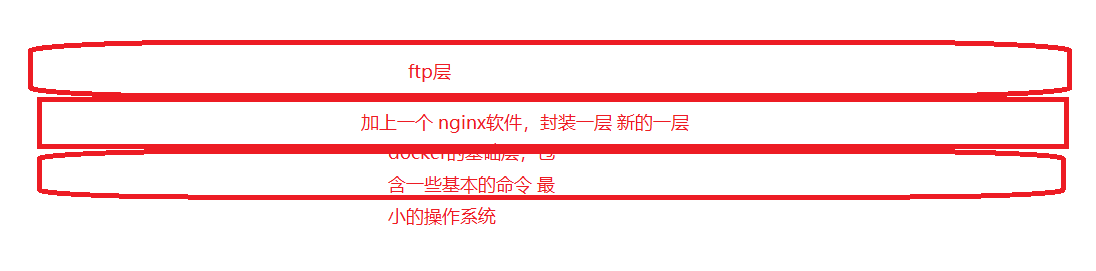 ftp层
加上一个 nginx软件，封装一层 新的一层
docker的基础层，包
含一些基本的命令 最
小的操作系统